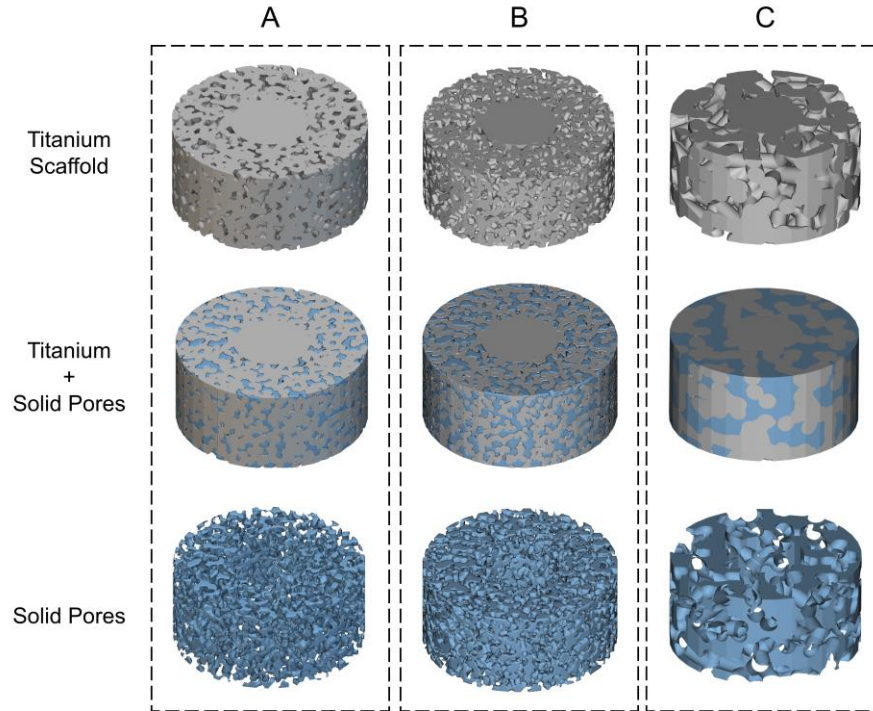 A
B
C
Titanium
Scaffold
Titanium
+
Solid Pores
Solid Pores